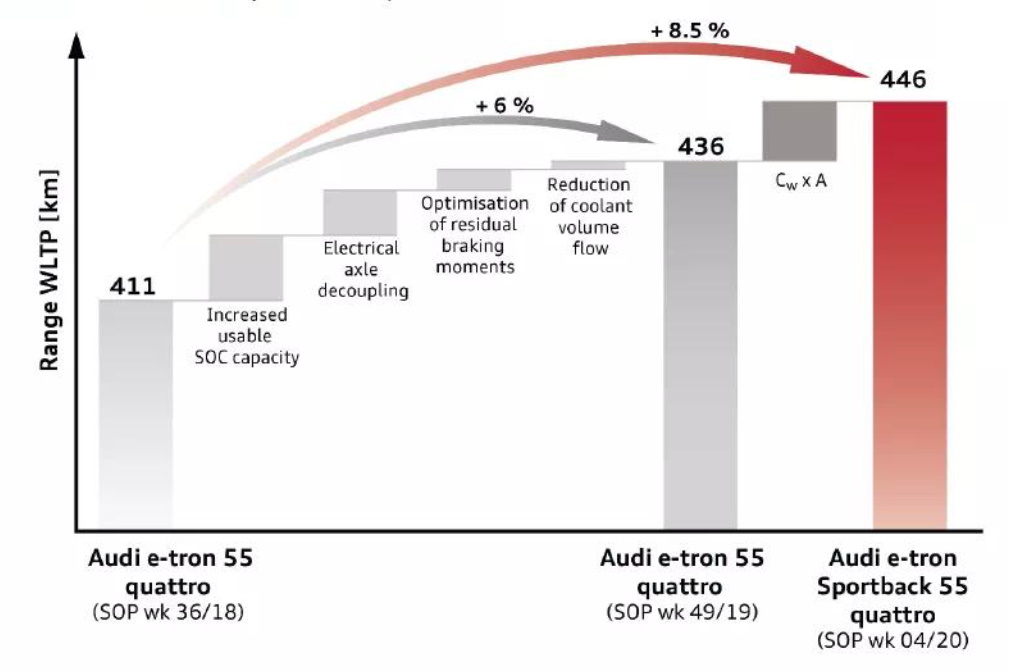 + 8.5 %
446
+ 6 %
436
C_w x A
Reduction
of coolant
volume
flow
Optimisation
of residual
braking
moments
Electrical
axle
decoupling
411
Increased
usable
SOC capacity
Range WLTP [km]
Audi e-tron 55
quattro
(SOP wk 36/18)
Audi e-tron 55
quattro
(SOP wk 49/19)
Audi e-tron
Sportback 55
quattro
(SOP wk 04/20)